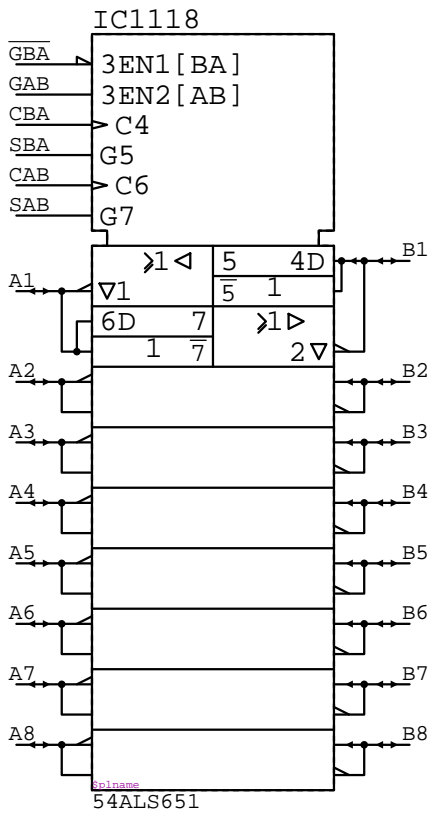 IC1118
GBA
3EN1[BA]
GAB
3EN2[AB]
CBA
C4
SBA
G5
CAB
C6
SAB
G7
≥1 ◁ 5 4D
B1
A1
▽1 5 1
6D 7 ≥1 ▷
1 7 2 ▽
A2 B2
A3 B3
A4 B4
A5 B5
A6 B6
A7 B7
A8 B8
$plname
54ALS651